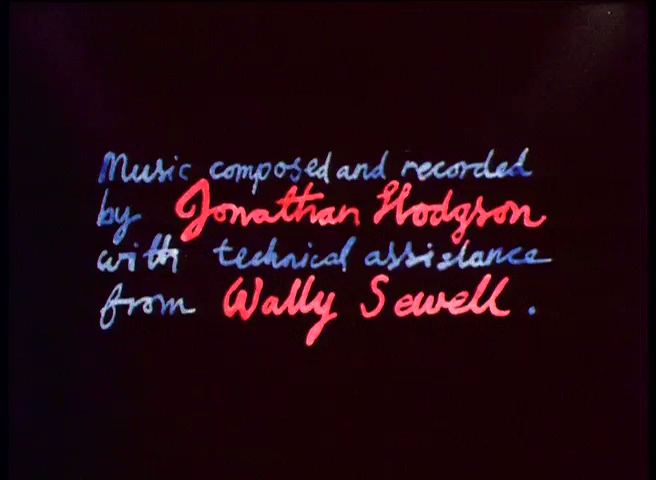 Music composed and recorded
by Jonathan Hodgson
with technical assistance
from Wally Sewell.